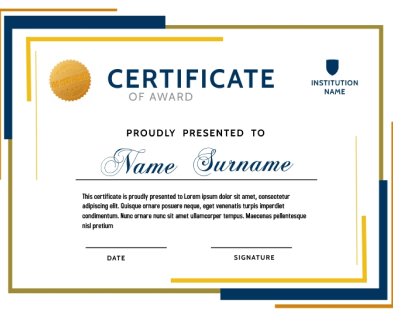 CERTIFICATE
OF AWARD
INSTITUTION
NAME
PROUDLY PRESENTED TO
Name Surname
This certificate is proudly presented to Lorem ipsum dolor sit amet, consectetur
adipiscing elit. Quisque ornare posuere neque, eget venenatis turpis imperdiet
condimentum. Nunc ornare nunc sit amet ullamcorper tempus. Maecenas pellentesque
nisl pretium
DATE
SIGNATURE